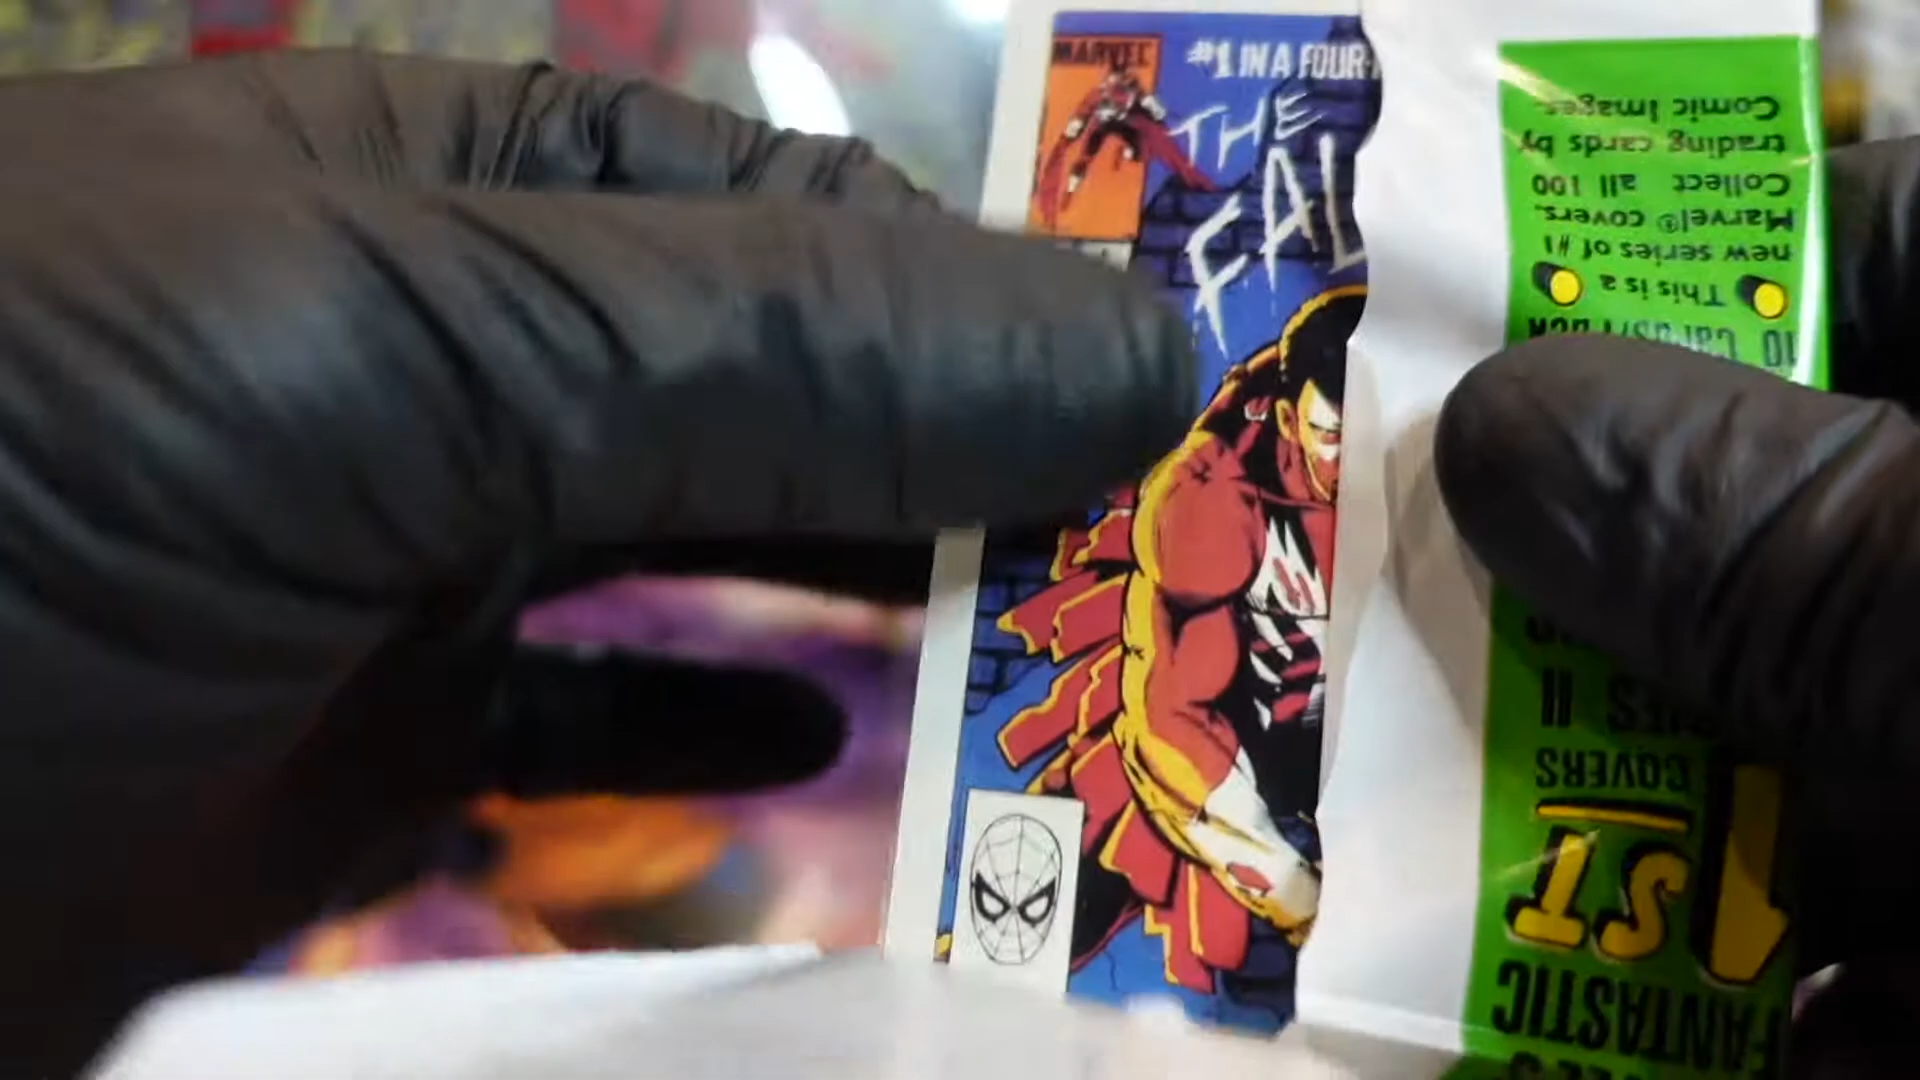 MARVEL
#1 IN A FOUR-
THE
FAL
FANTASTIC
1ST
COVERS
II
10 Cards/Pack
This is a
new series of #1
Marvel® covers.
Collect all 100
trading cards by
Comic Images.